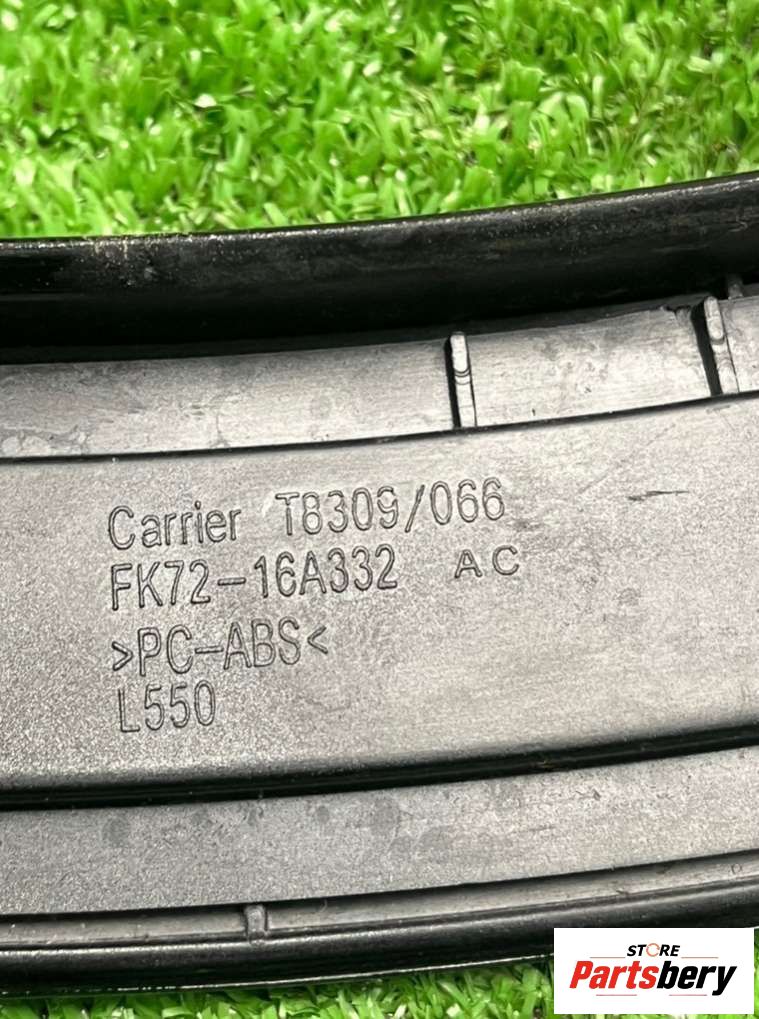 Carrier T8309/066
FK72-16A332 AC
>PC-ABS<
L550
STORE
Partsbery